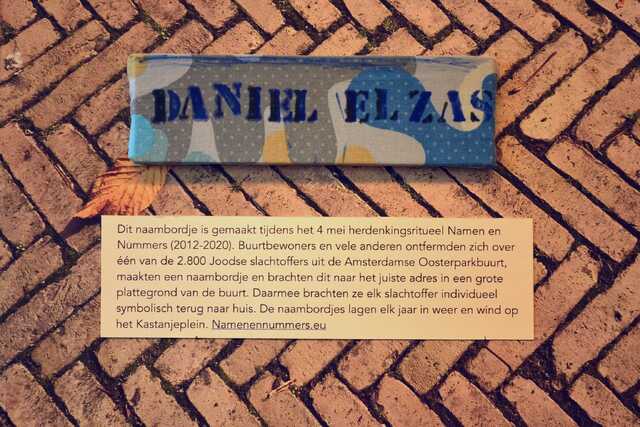 DANIEL ELZAS
Dit naambordje is gemaakt tijdens het 4 mei herdenkingsritueel Namen en
Nummers (2012-2020). Buurtbewoners en vele anderen ontfermden zich over
één van de 2.800 Joodse slachtoffers uit de Amsterdamse Oosterparkbuurt,
maakten een naambordje en brachten dit naar het juiste adres in een grote
plattegrond van de buurt. Daarmee brachten ze elk slachtoffer individueel
symbolisch terug naar huis. De naambordjes lagen elk jaar in weer en wind op
het Kastanjeplein. Namenennummers.eu